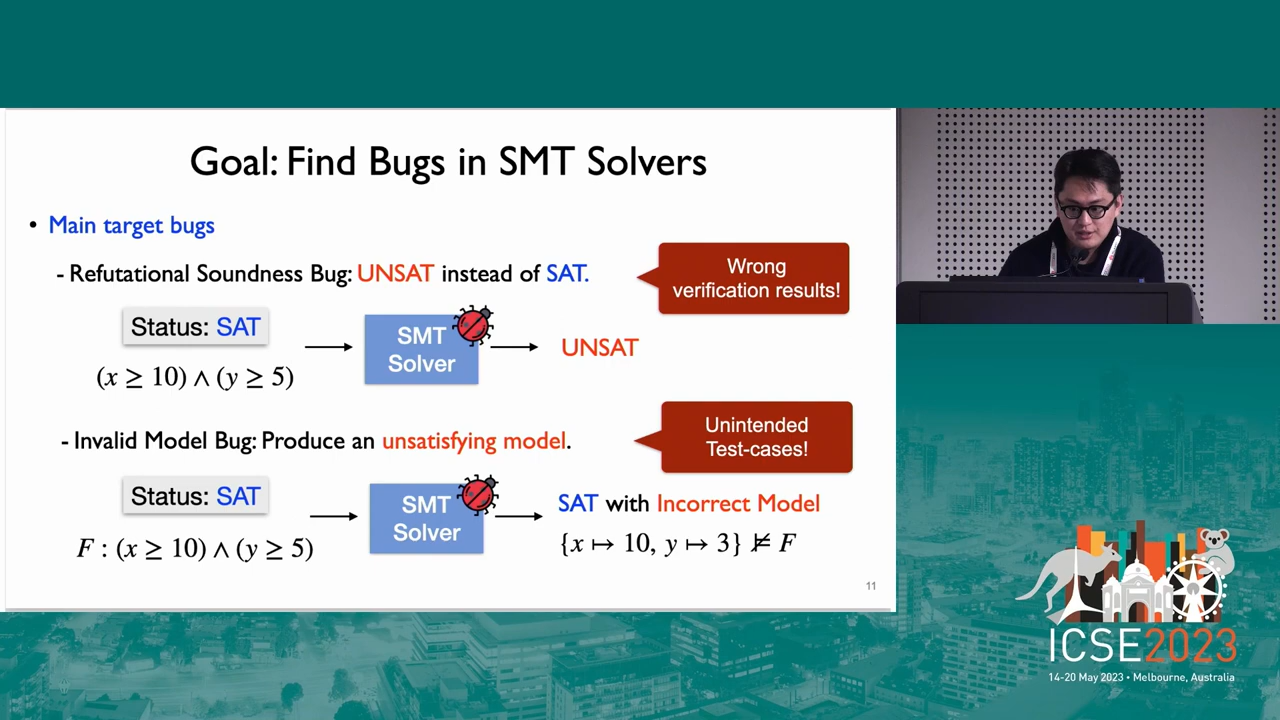 Goal: Find Bugs in SMT Solvers
• Main target bugs
- Refutational Soundness Bug: UNSAT instead of SAT.
Wrong
verification results!
Status: SAT
(x ≥ 10) ∧ (y ≥ 5)
SMT
Solver
UNSAT
- Invalid Model Bug: Produce an unsatisfying model.
Unintended
Test-cases!
Status: SAT
F : (x ≥ 10) ∧ (y ≥ 5)
SMT
Solver
SAT with Incorrect Model
{x ↦ 10, y ↦ 3} ⊭ F
11
ICSE2023
14-20 May 2023 • Melbourne, Australia